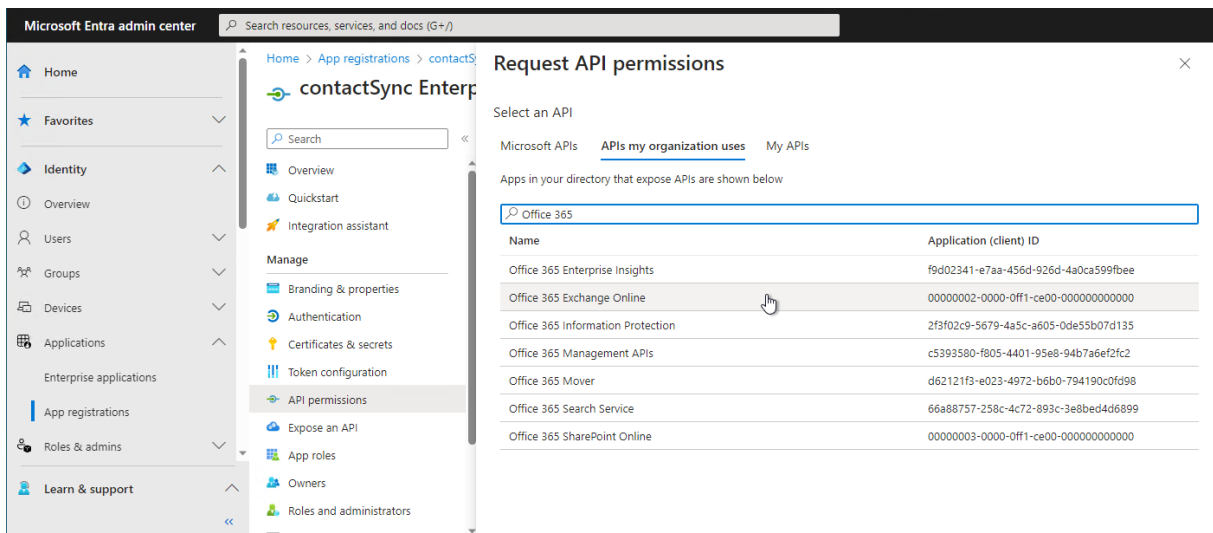 Microsoft Entra admin center
Search resources, services, and docs (G+/)
Home
Favorites
Identity
Overview
Users
Groups
Devices
Applications
Enterprise applications
App registrations
Roles & admins
Learn & support
Home > App registrations > contactS
contactSync Enterp
Search
Overview
Quickstart
Integration assistant
Manage
Branding & properties
Authentication
Certificates & secrets
Token configuration
API permissions
Expose an API
App roles
Owners
Roles and administrators
Request API permissions
Select an API
Microsoft APIs APIs my organization uses My APIs
Apps in your directory that expose APIs are shown below
Office 365
Name Application (client) ID
Office 365 Enterprise Insights f9d02341-e7aa-456d-926d-4a0ca599fbee
Office 365 Exchange Online 00000002-0000-0ff1-ce00-000000000000
Office 365 Information Protection 2f3f02c9-5679-4a5c-a605-0de55b07d135
Office 365 Management APIs c5393580-f805-4401-95e8-94b7a6ef2fc2
Office 365 Mover d62121f3-e023-4972-b6b0-794190c0fd98
Office 365 Search Service 66a88757-258c-4c72-893c-3e8bed4d6899
Office 365 SharePoint Online 00000003-0000-0ff1-ce00-000000000000